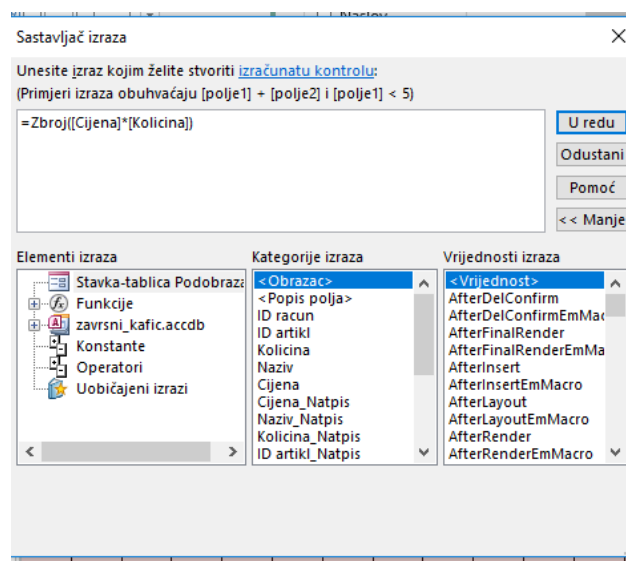 Naslov
Sastavljač izraza
Unesite izraz kojim želite stvoriti izračunatu kontrolu:
(Primjeri izraza obuhvaćaju [polje1] + [polje2] i [polje1] < 5)
=Zbroj([Cijena]*[Kolicina])
U redu
Odustani
Pomoć
<< Manje
Elementi izraza
Stavka-tablica Podobraza
Funkcije
zavrsni_kafic.accdb
Konstante
Operatori
Uobičajeni izrazi
Kategorije izraza
<Obrazac>
<Popis polja>
ID racun
ID artikl
Kolicina
Naziv
Cijena
Cijena_Natpis
Naziv_Natpis
Kolicina_Natpis
ID artikl_Natpis
Vrijednosti izraza
<Vrijednost>
AfterDelConfirm
AfterDelConfirmEmMac
AfterFinalRender
AfterFinalRenderEmMa
AfterInsert
AfterInsertEmMacro
AfterLayout
AfterLayoutEmMacro
AfterRender
AfterRenderEmMacro